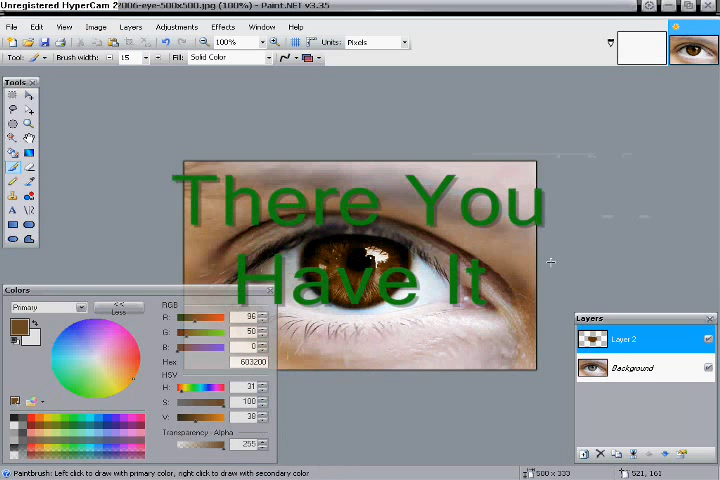 Unregistered HyperCam 2
2006-eye-500x500.jpg (100%) - Paint.NET v3.35
File Edit View Image Layers Adjustments Effects Window Help
100% Units: Pixels
Tool: Brush width: 15 Fill: Solid Color
Tools
There You
Have It
Colors
Primary
<<
Less
RGB
R: 96
G: 50
B: 0
Hex 603200
HSV
H: 31
S: 100
V: 38
Transparency - Alpha
255
Layers
Layer 2
Background
Paintbrush: Left click to draw with primary color, right click to draw with secondary color
500 x 333
521, 161